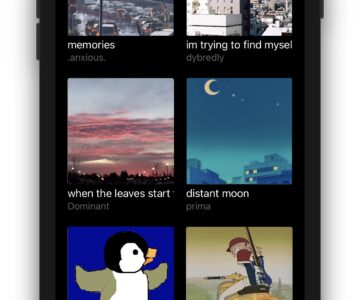 memories
im trying to find mysel
.anxious.
dybredly
when the leaves start
distant moon
Dominant
prima